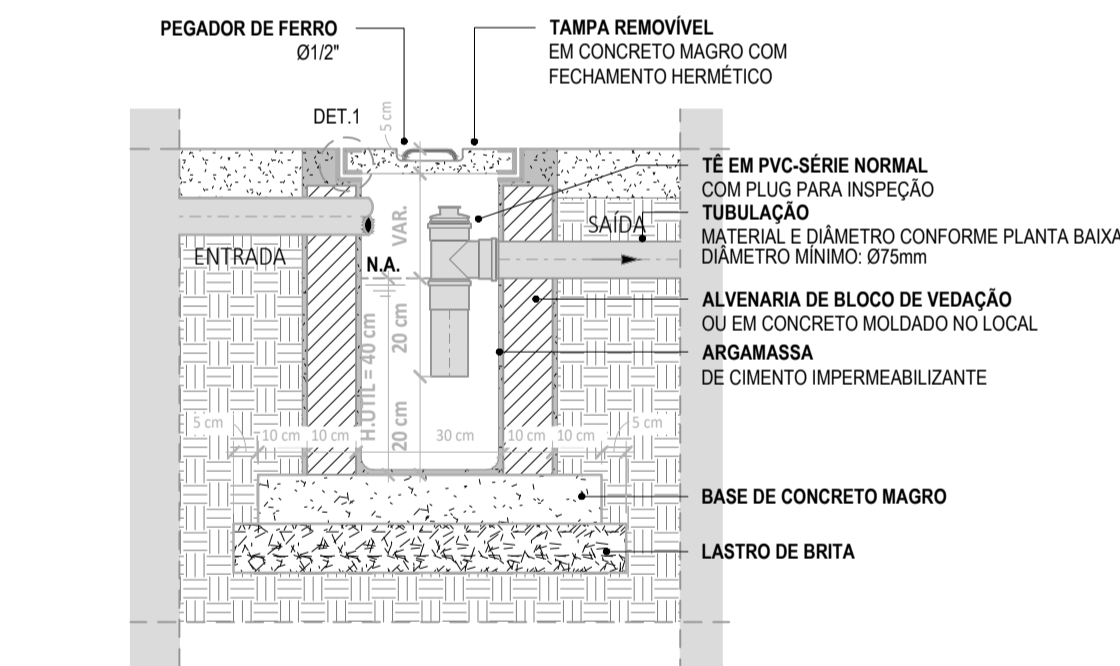 PEGADOR DE FERRO
Ø1/2"
TAMPA REMOVÍVEL
EM CONCRETO MAGRO COM
FECHAMENTO HERMÉTICO
DET.1
5 cm
TÊ EM PVC-SÉRIE NORMAL
COM PLUG PARA INSPEÇÃO
TUBULAÇÃO
MATERIAL E DIÂMETRO CONFORME PLANTA BAIXA
DIÂMETRO MÍNIMO: Ø75mm
VAR.
SAÍDA
ENTRADA
N.A.
ALVENARIA DE BLOCO DE VEDAÇÃO
OU EM CONCRETO MOLDADO NO LOCAL
H.ÚTIL = 40 cm
20 cm
20 cm
ARGAMASSA
DE CIMENTO IMPERMEABILIZANTE
5 cm
10 cm
10 cm
30 cm
10 cm
10 cm
5 cm
BASE DE CONCRETO MAGRO
LASTRO DE BRITA